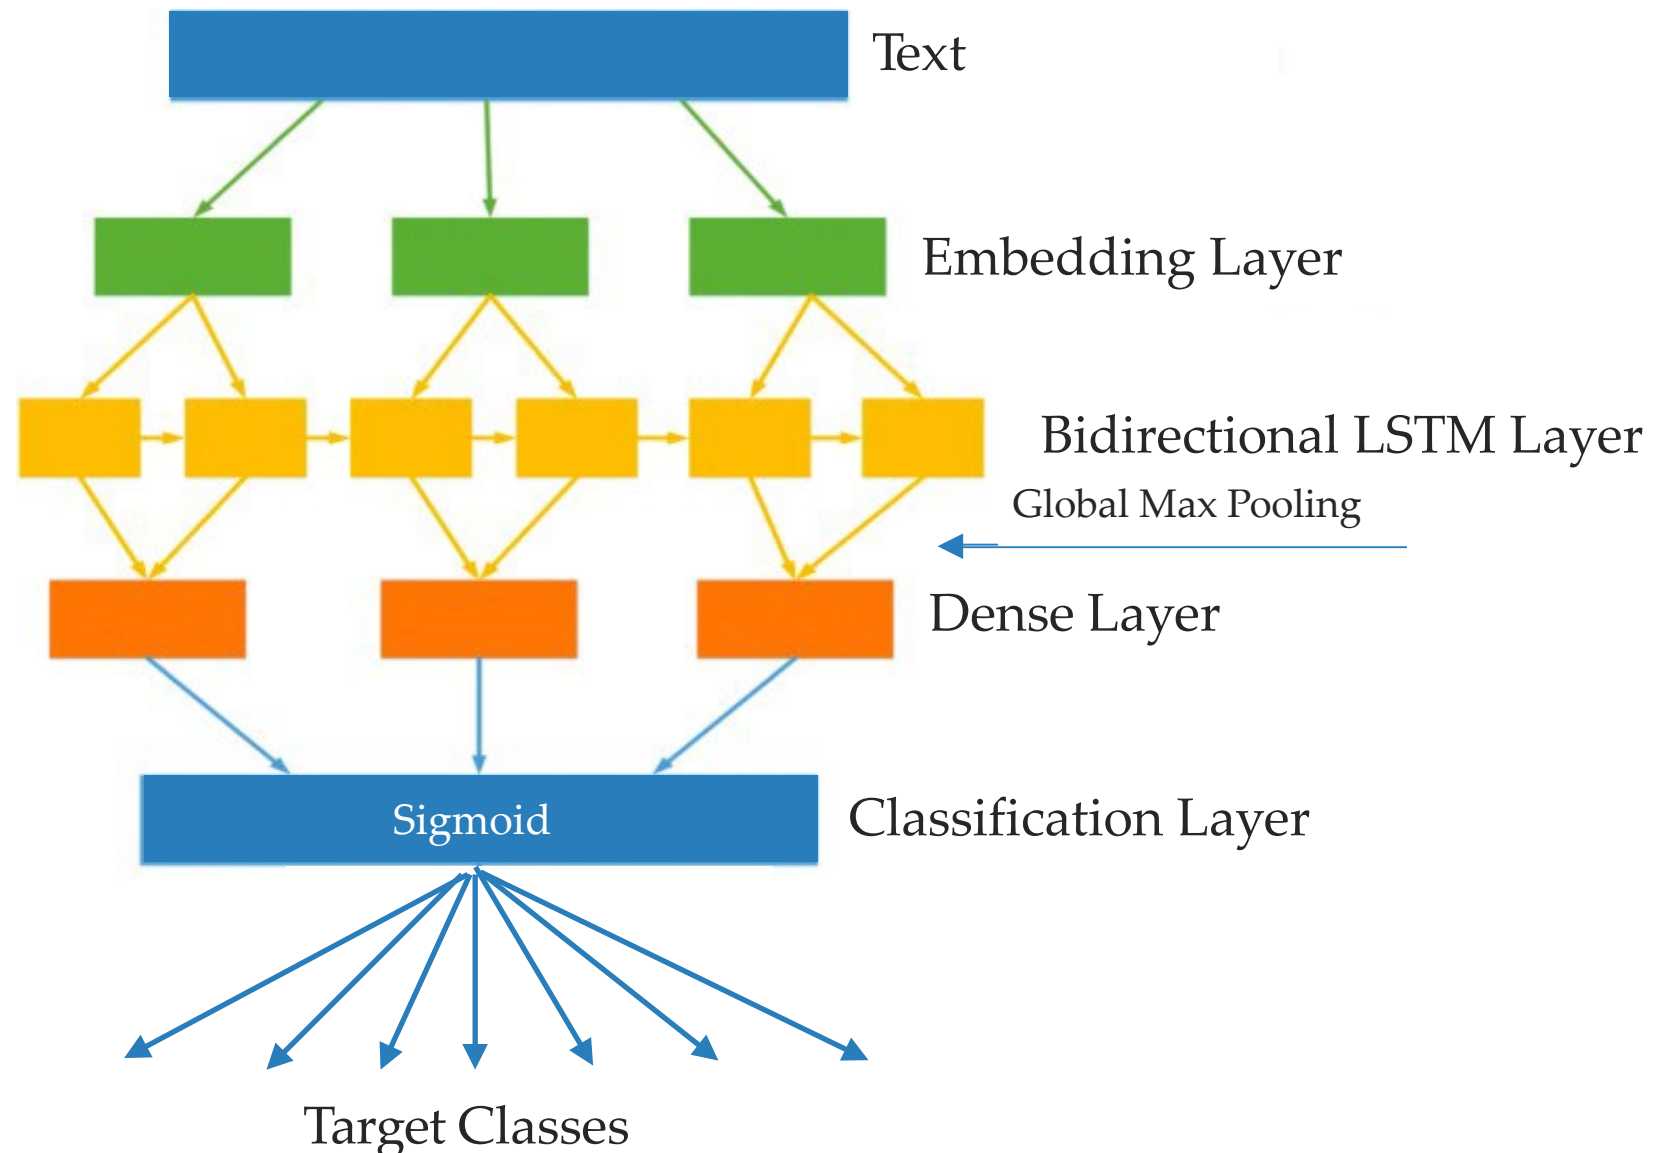 Text
Embedding Layer
Bidirectional LSTM Layer
Global Max Pooling
Dense Layer
Sigmoid
Classification Layer
Target Classes